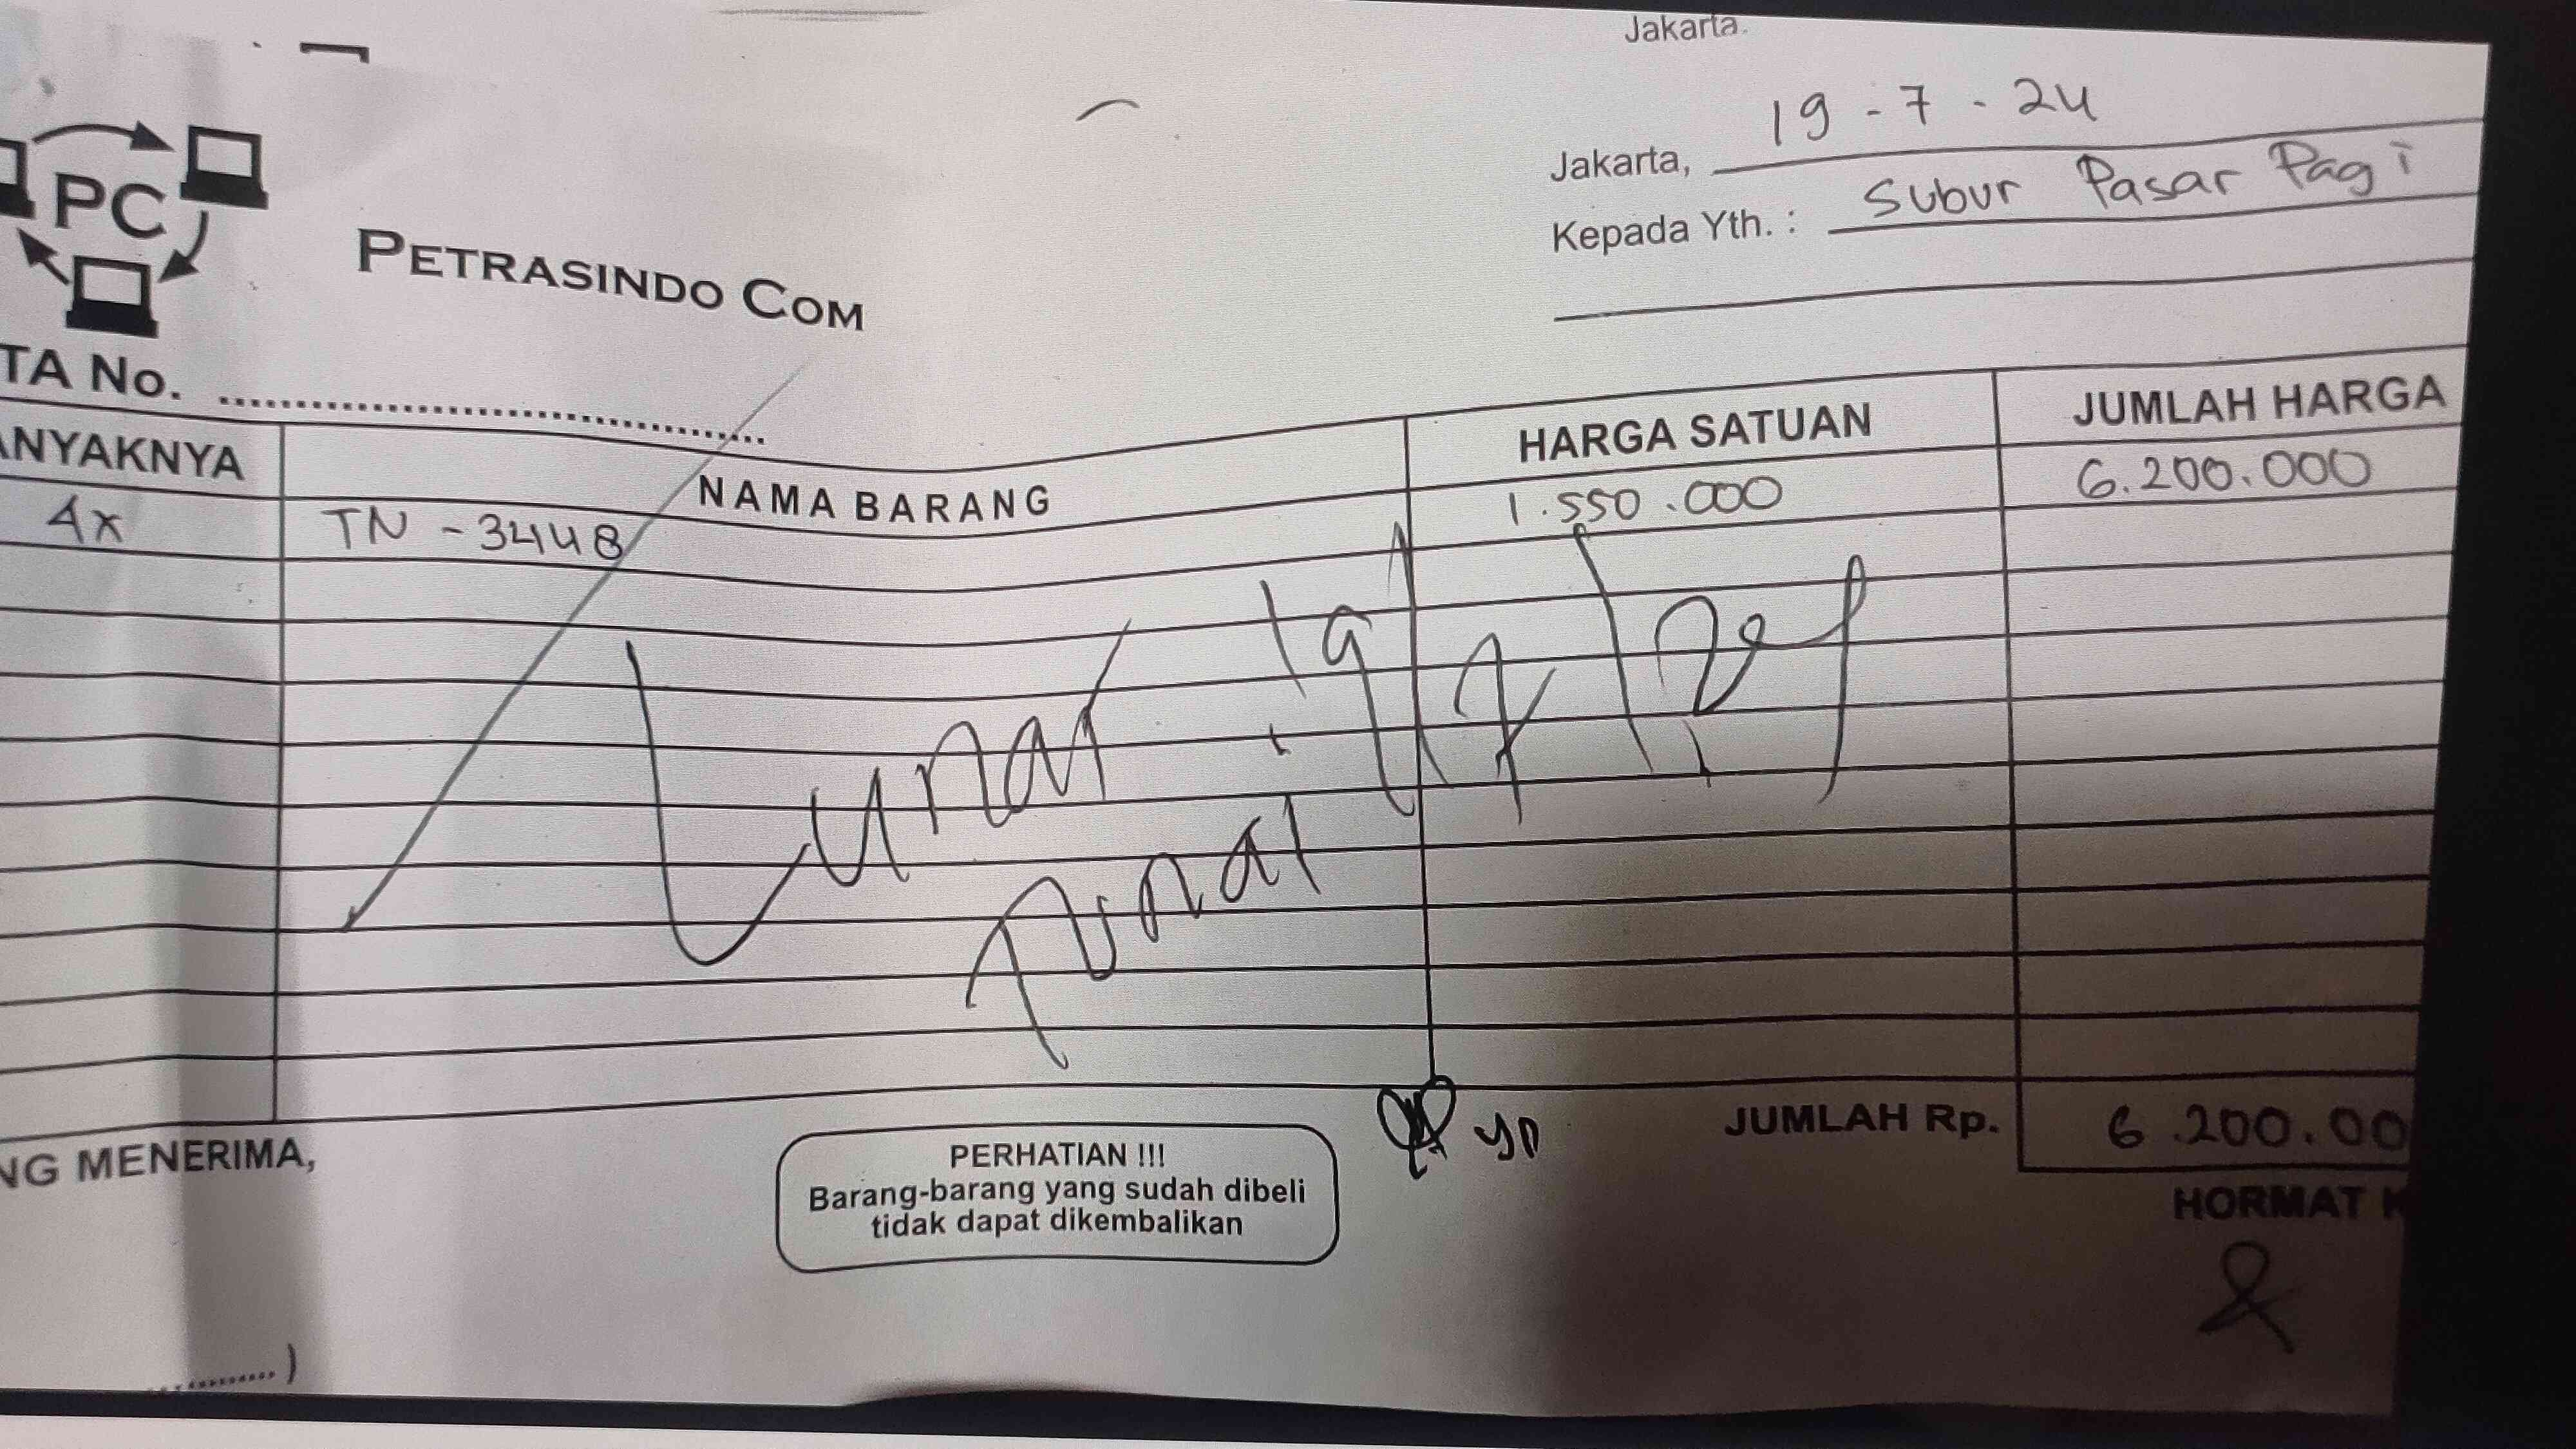 Jakarta.
Jakarta, 19-7-24
Kepada Yth. : Subur Pasar Pagi
PC
PETRASINDO COM
TA No.
ANYAKNYA NAMA BARANG HARGA SATUAN JUMLAH HARGA
4x TN-3448 1.550.000 6.200.000
Lunas 19/7/24
Tunai
JUMLAH Rp. 6.200.00
NG MENERIMA,
PERHATIAN !!!
Barang-barang yang sudah dibeli
tidak dapat dikembalikan
HORMAT K